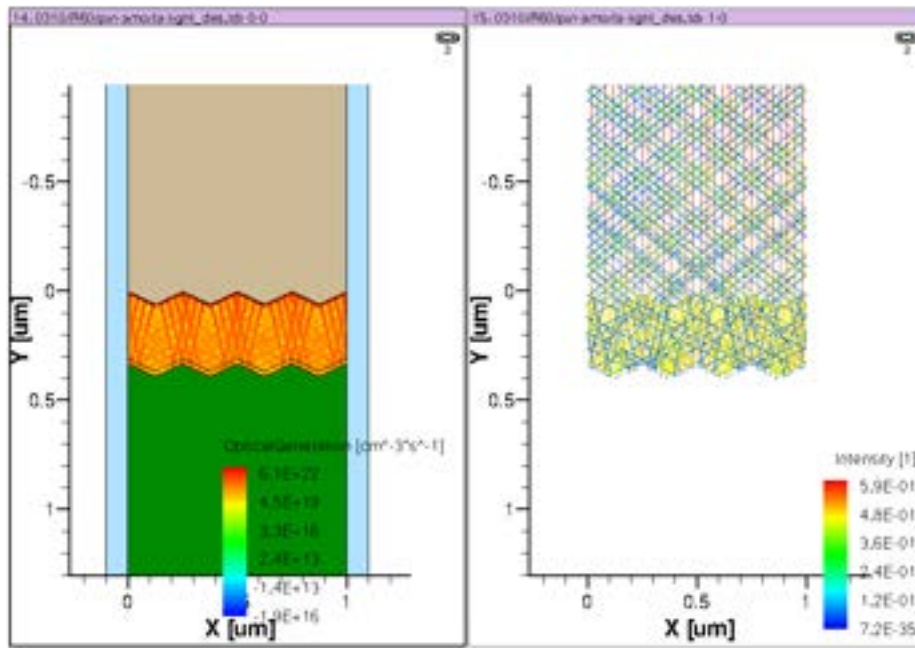 2
2
-0.5
0
0.5
1
Y [um]
0
1
X [um]
OpticalGeneration [cm^-3*s^-1]
6.1E+22
4.5E+19
3.3E+16
2.4E+13
-1.4E+13
-1.9E+16
-0.5
0
0.5
1
Y [um]
0
0.5
1
X [um]
Intensity [1]
5.9E-01
4.8E-01
3.6E-01
2.4E-01
1.2E-01
7.2E-35